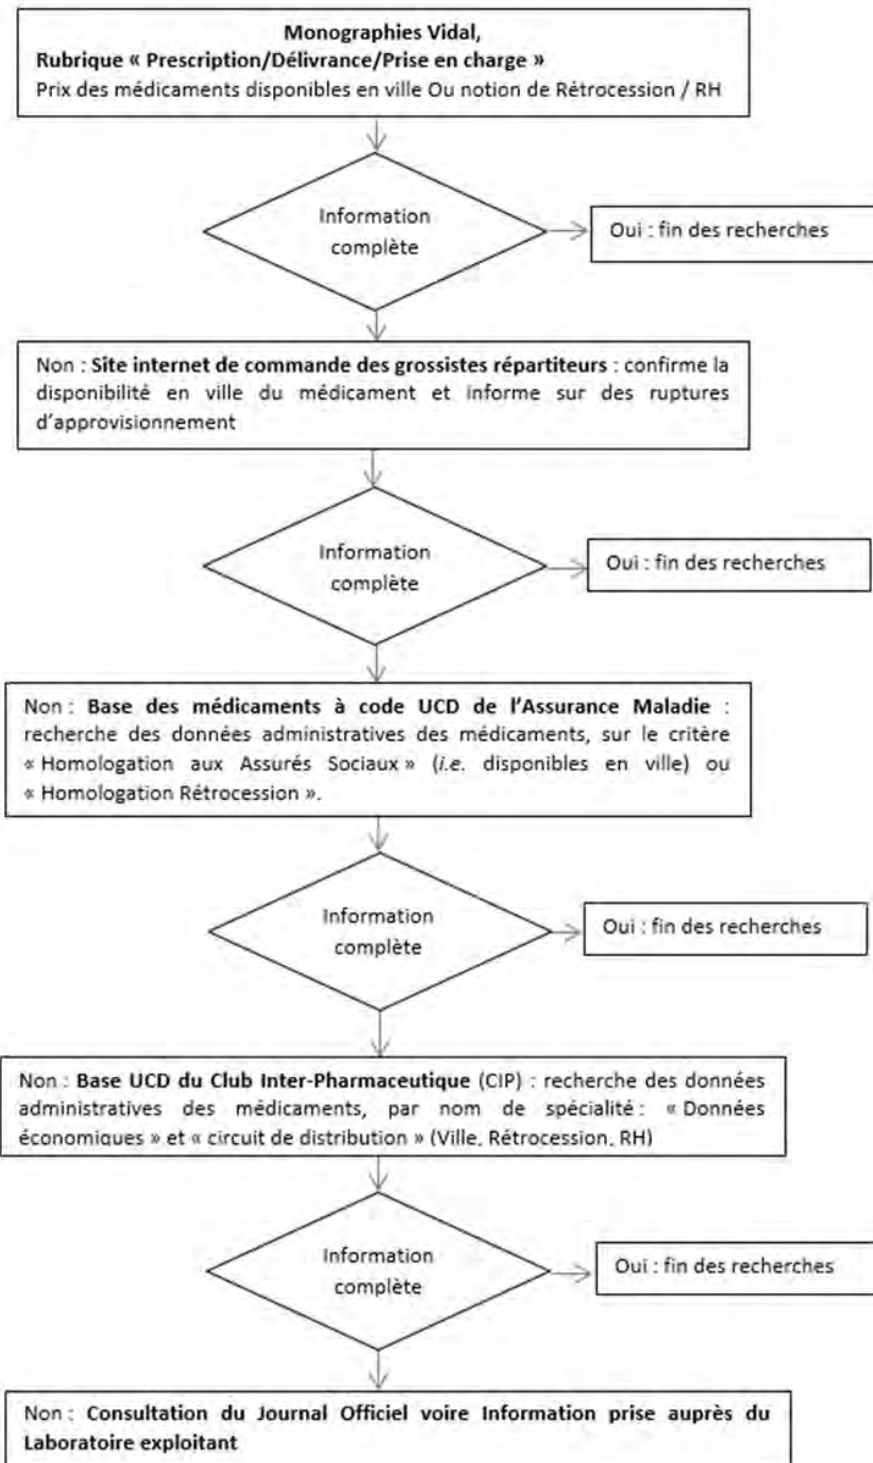 Monographies Vidal,
Rubrique « Prescription/Délivrance/Prise en charge »
Prix des médicaments disponibles en ville Ou notion de Rétrocession / RH
Information
complète
Oui : fin des recherches
Non : Site internet de commande des grossistes répartiteurs : confirme la
disponibilité en ville du médicament et informe sur des ruptures
d'approvisionnement
Information
complète
Oui : fin des recherches
Non : Base des médicaments à code UCD de l'Assurance Maladie :
recherche des données administratives des médicaments, sur le critère
« Homologation aux Assurés Sociaux » (i.e. disponibles en ville) ou
« Homologation Rétrocession ».
Information
complète
Oui : fin des recherches
Non : Base UCD du Club Inter-Pharmaceutique (CIP) : recherche des données
administratives des médicaments, par nom de spécialité : « Données
économiques » et « circuit de distribution » (Ville, Rétrocession, RH)
Information
complète
Oui : fin des recherches
Non : Consultation du Journal Officiel voire Information prise auprès du
Laboratoire exploitant